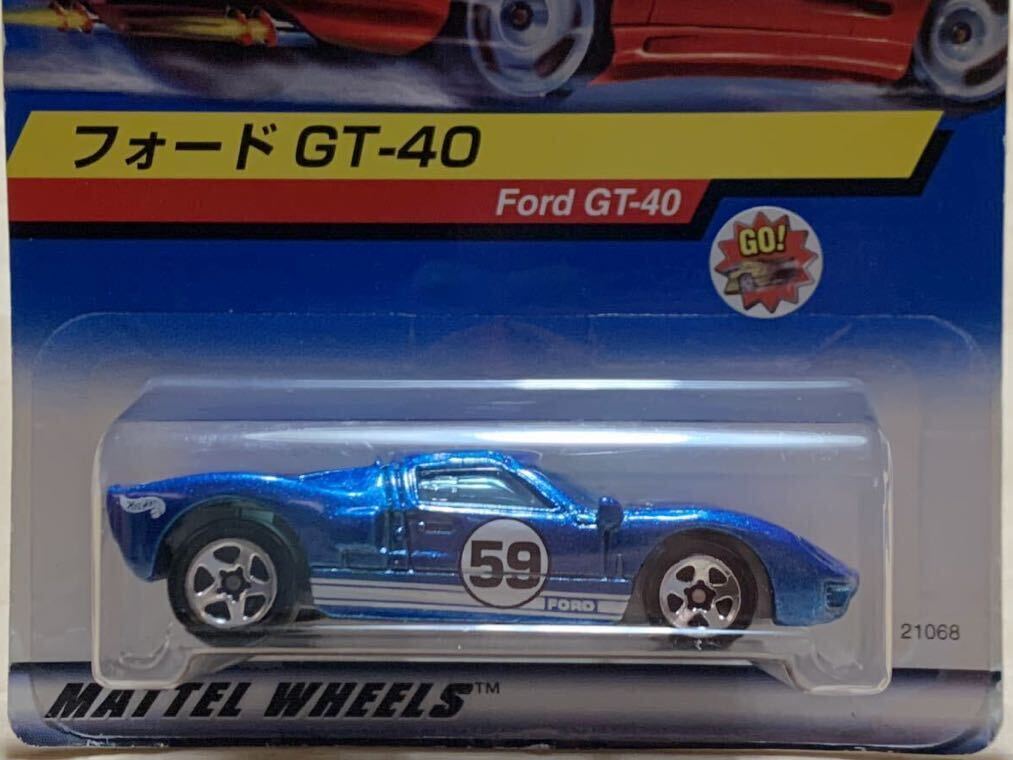 フォード GT-40
Ford GT-40
GO!
59
FORD
21068
MATTEL WHEELS™